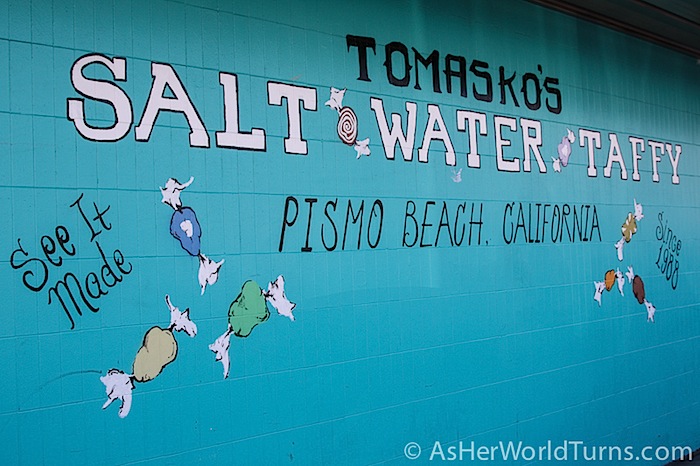 TOMASKO'S
SALT WATER TAFFY
PISMO BEACH, CALIFORNIA
See It
Made
Since
1988
© AsHerWorldTurns.com